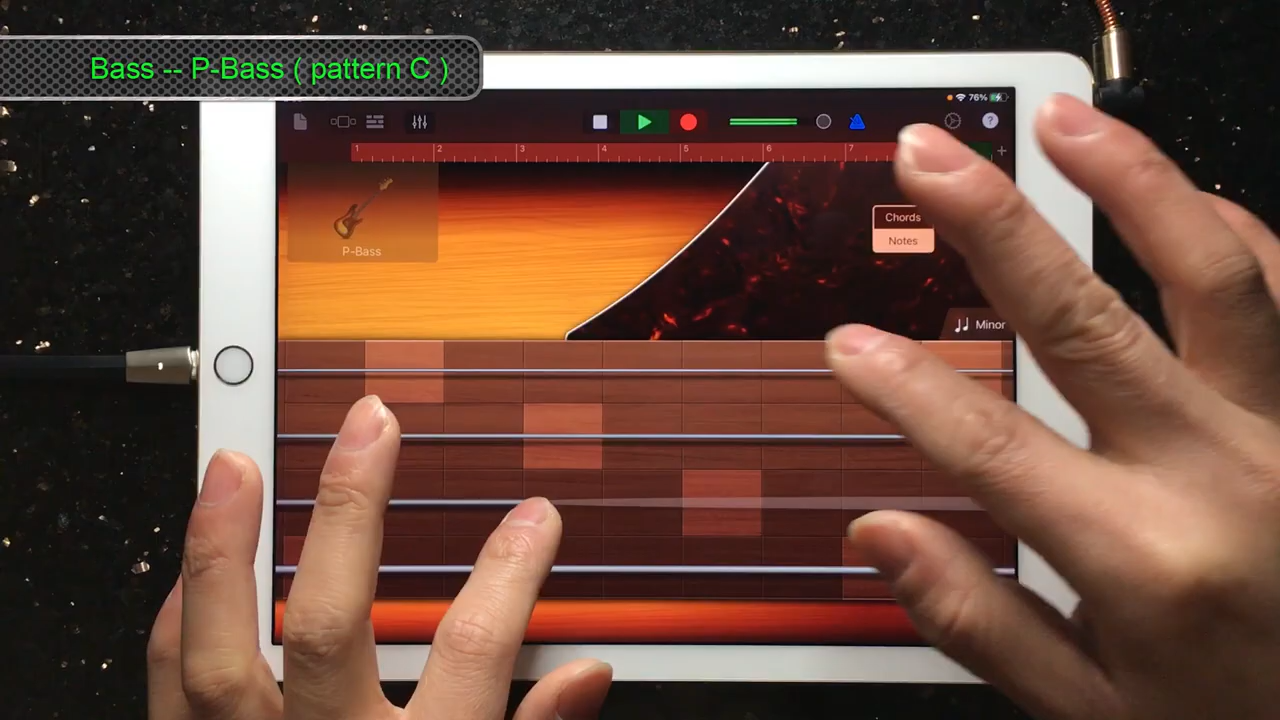 Bass -- P-Bass ( pattern C )
76%
?
1 2 3 4 5 6 7
+
Chords
Notes
P-Bass
Minor